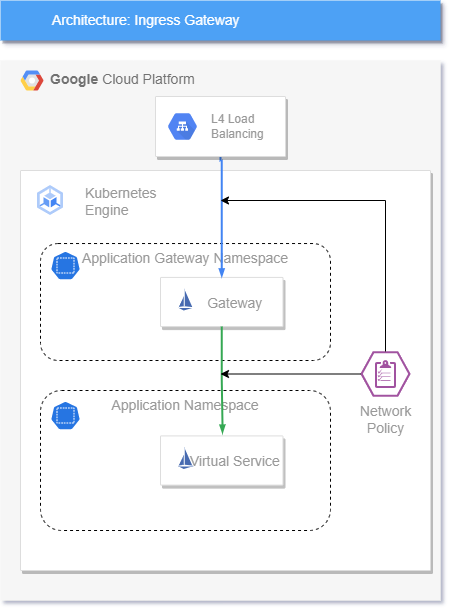 Architecture: Ingress Gateway
Google Cloud Platform
L4 Load
Balancing
Kubernetes
Engine
Application Gateway Namespace
Gateway
Network
Policy
Application Namespace
Virtual Service